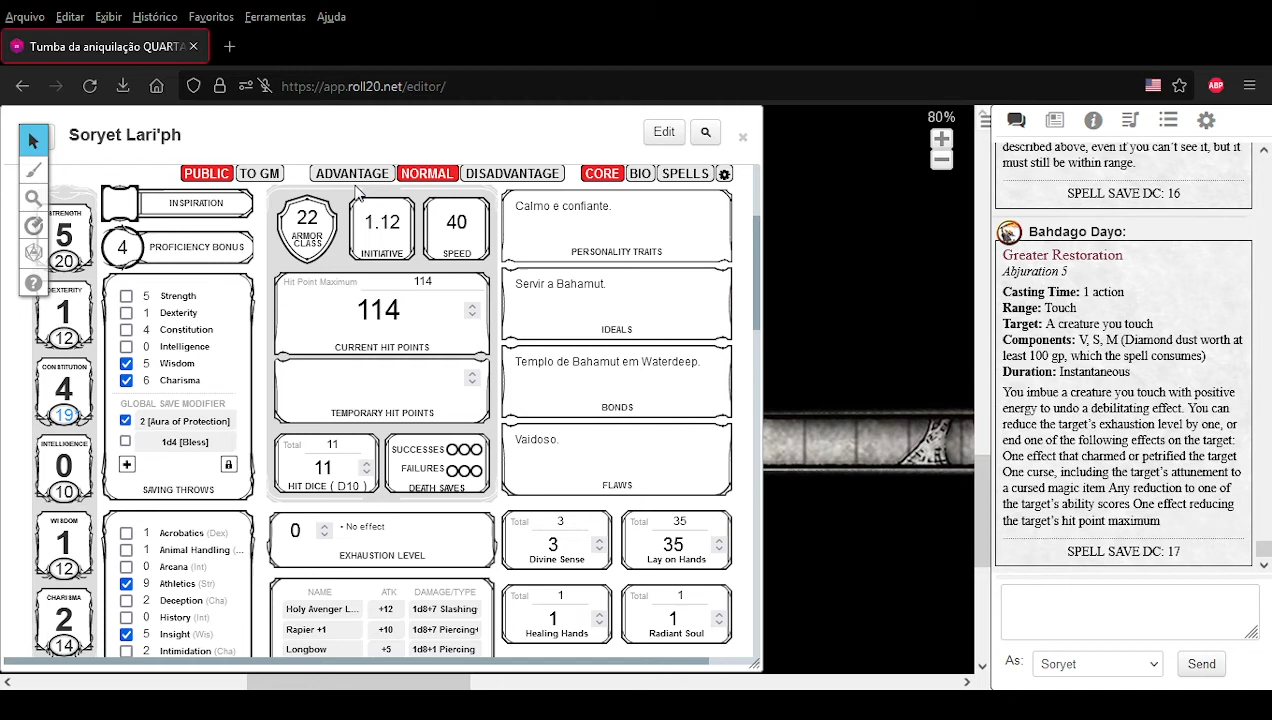 Arquivo Editar Exibir Histórico Favoritos Ferramentas Ajuda
Tumba da aniquilação QUARTA
https://app.roll20.net/editor/
ABP
Soryet Lari'ph
Edit
PUBLIC TO GM ADVANTAGE NORMAL DISADVANTAGE CORE BIO SPELLS
STRENGTH
5
20
DEXTERITY
1
12
CONSTITUTION
4
19*
INTELLIGENCE
0
10
WISDOM
1
12
CHARISMA
2
14
INSPIRATION
4 PROFICIENCY BONUS
5 Strength
1 Dexterity
4 Constitution
0 Intelligence
5 Wisdom
6 Charisma
GLOBAL SAVE MODIFIER
2 [Aura of Protection]
1d4 [Bless]
SAVING THROWS
1 Acrobatics (Dex)
1 Animal Handling (...
0 Arcana (Int)
9 Athletics (Str)
2 Deception (Cha)
0 History (Int)
5 Insight (Wis)
2 Intimidation (Cha)
22
ARMOR
CLASS
1.12
INITIATIVE
40
SPEED
Hit Point Maximum 114
114
CURRENT HIT POINTS
TEMPORARY HIT POINTS
Total 11
11
HIT DICE ( D10 )
SUCCESSES
FAILURES
DEATH SAVES
0 - No effect
EXHAUSTION LEVEL
NAME ATK DAMAGE/TYPE
Holy Avenger L... +12 1d8+7 Slashing
Rapier +1 +10 1d8+7 Piercing+
Longbow +5 1d8+1 Piercing
Calmo e confiante.
PERSONALITY TRAITS
Servir a Bahamut.
IDEALS
Templo de Bahamut em Waterdeep.
BONDS
Vaidoso.
FLAWS
Total 3
3
Divine Sense
Total 35
35
Lay on Hands
Total 1
1
Healing Hands
Total 1
1
Radiant Soul
80%
described above, even if you can't see it, but it
must still be within range.
SPELL SAVE DC: 16
Bahdago Dayo:
Greater Restoration
Abjuration 5
Casting Time: 1 action
Range: Touch
Target: A creature you touch
Components: V, S, M (Diamond dust worth at
least 100 gp, which the spell consumes)
Duration: Instantaneous
You imbue a creature you touch with positive
energy to undo a debilitating effect. You can
reduce the target's exhaustion level by one, or
end one of the following effects on the target:
One effect that charmed or petrified the target
One curse, including the target's attunement to
a cursed magic item Any reduction to one of
the target's ability scores One effect reducing
the target's hit point maximum
SPELL SAVE DC: 17
As: Soryet Send